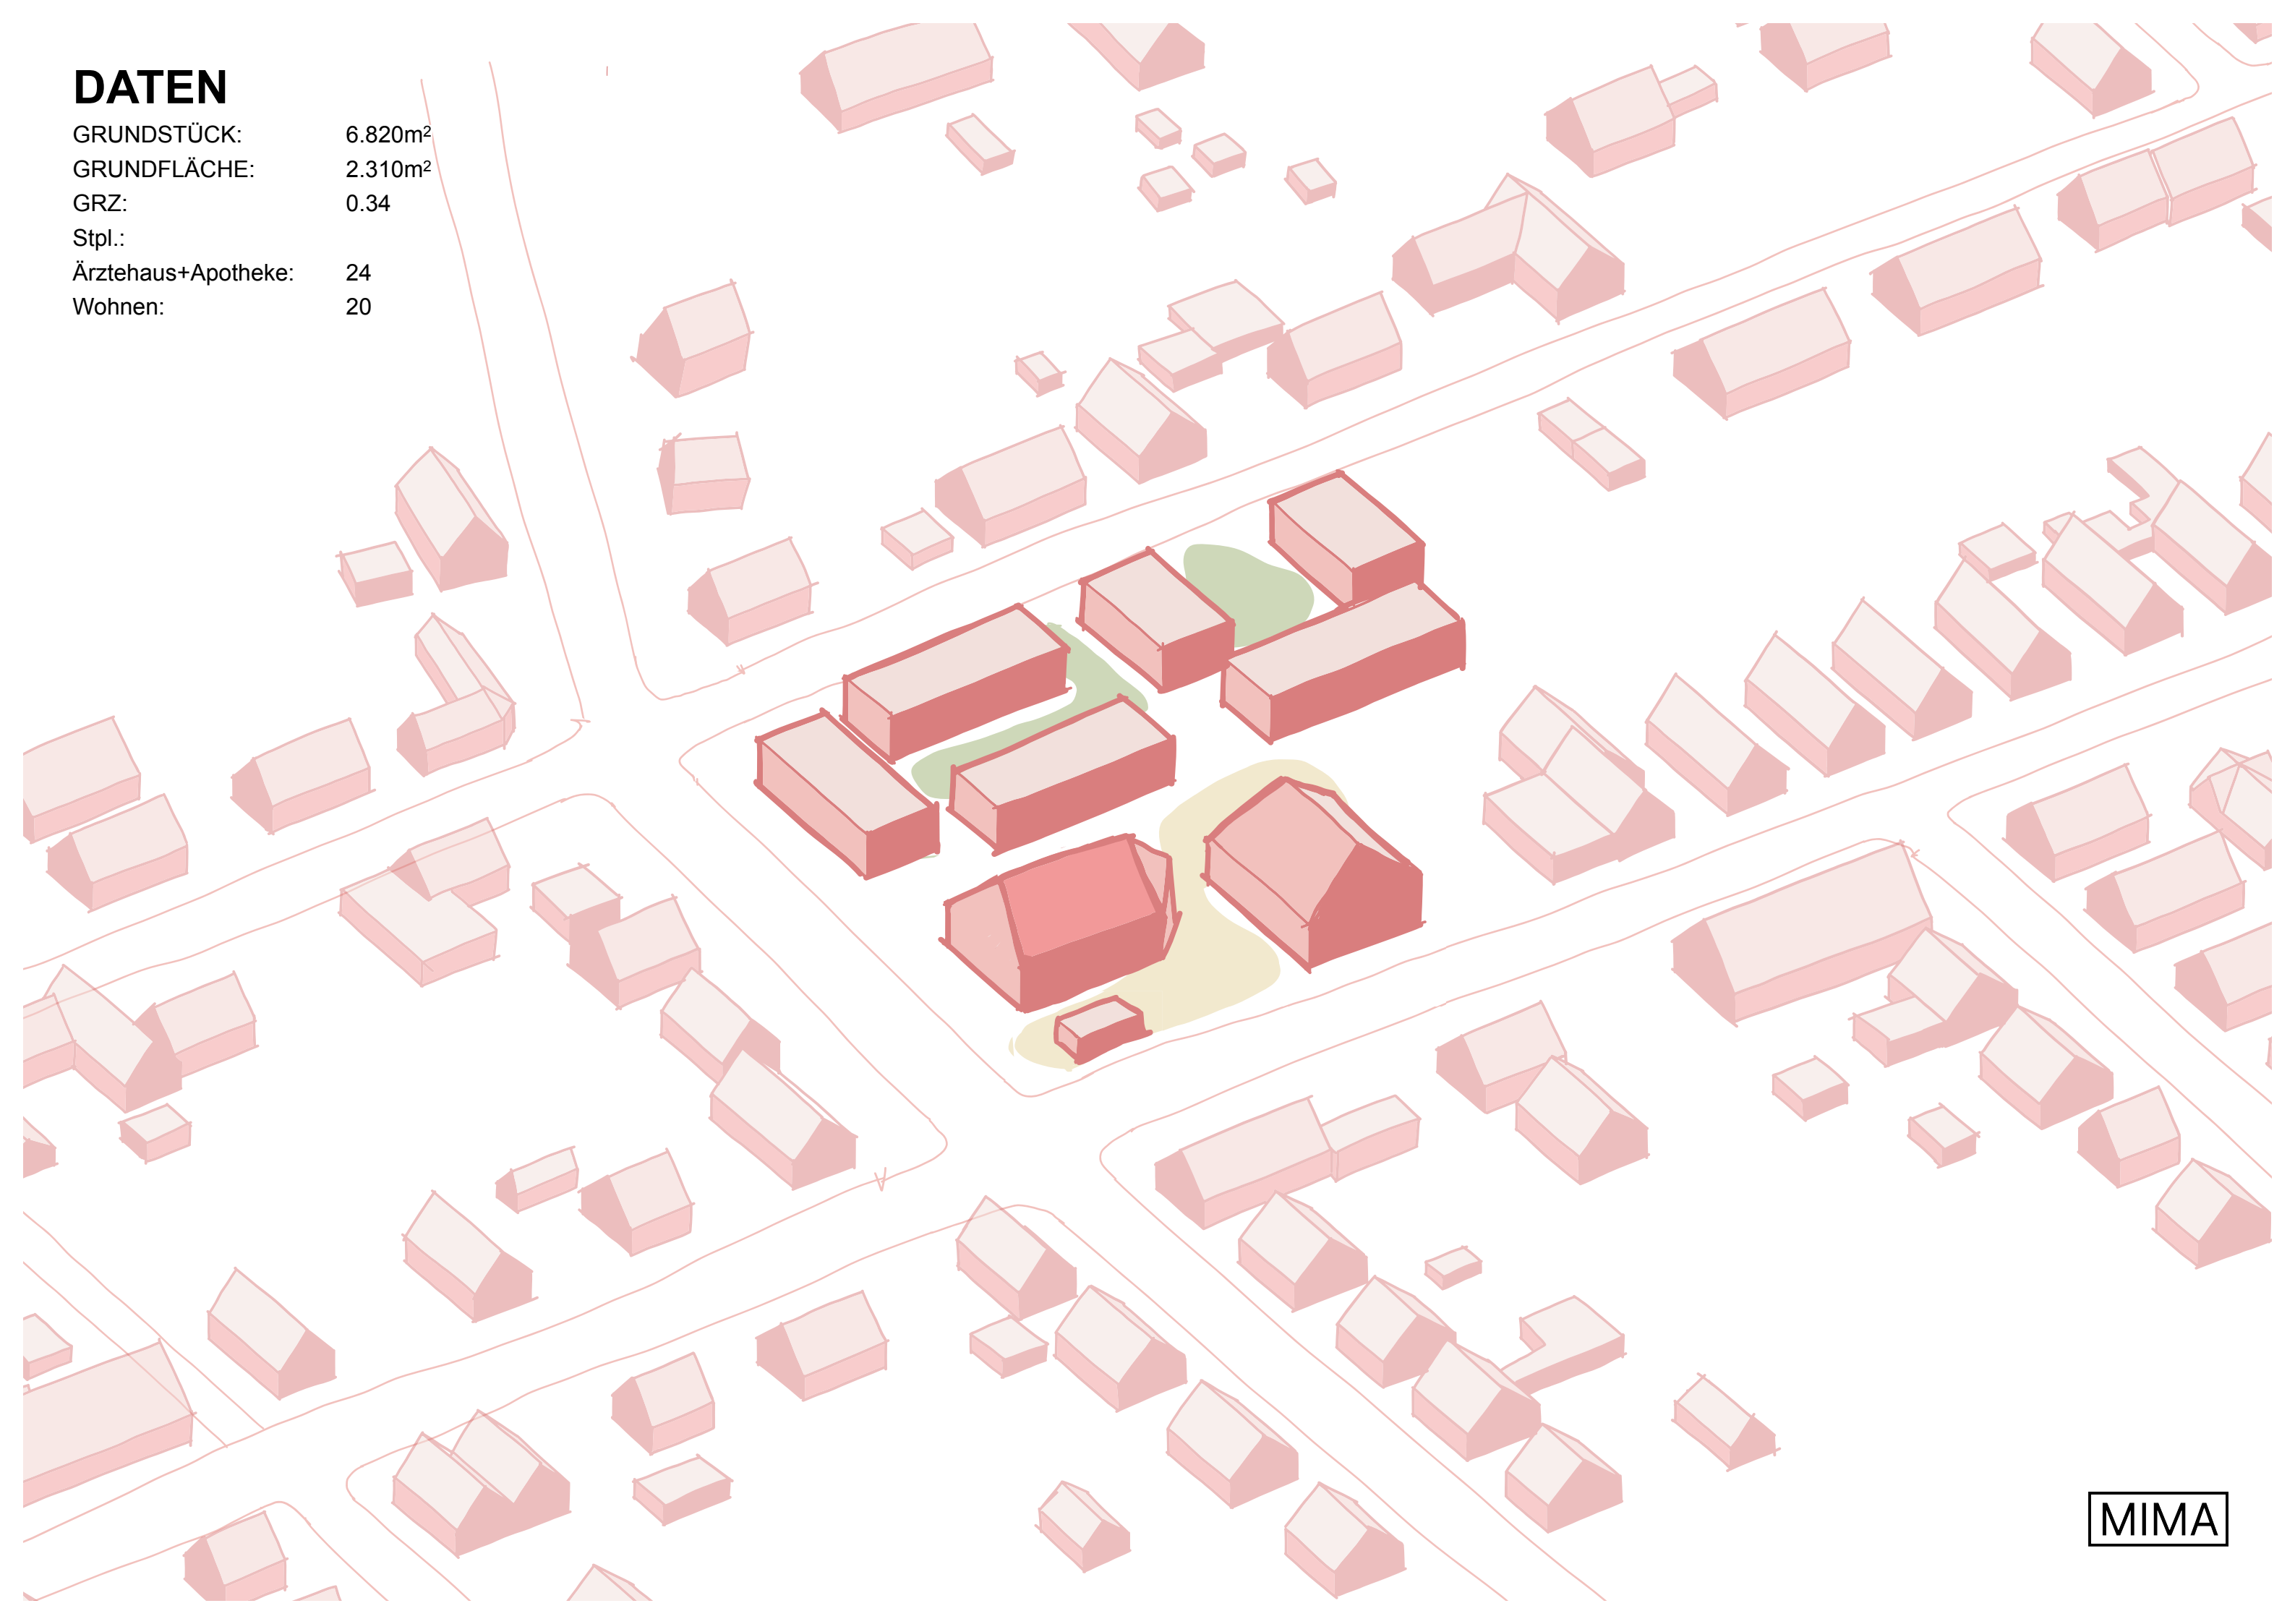 DATEN
GRUNDSTÜCK: 6.820m²
GRUNDFLÄCHE: 2.310m²
GRZ: 0.34
Stpl.:
Ärztehaus+Apotheke: 24
Wohnen: 20
MIMA